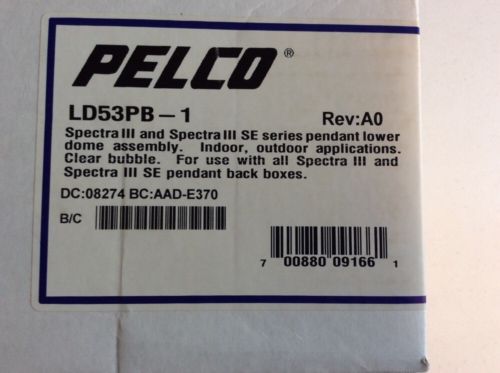 PELCO®
LD53PB-1 Rev:A0
Spectra III and Spectra III SE series pendant lower
dome assembly. Indoor, outdoor applications.
Clear bubble. For use with all Spectra III and
Spectra III SE pendant back boxes.
DC:08274 BC:AAD-E370
B/C
7 00880 09166 1